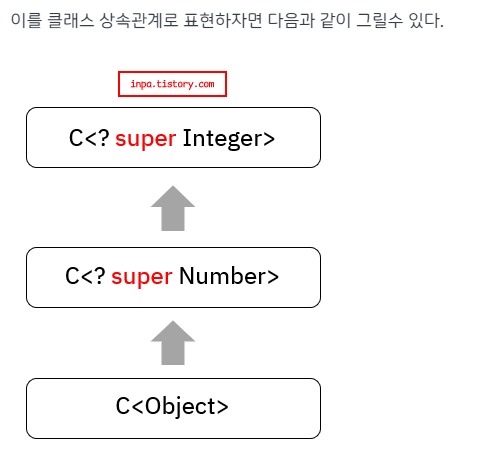 이를 클래스 상속관계로 표현하자면 다음과 같이 그릴수 있다.
inpa.tistory.com
C<? super Integer>
C<? super Number>
C<Object>